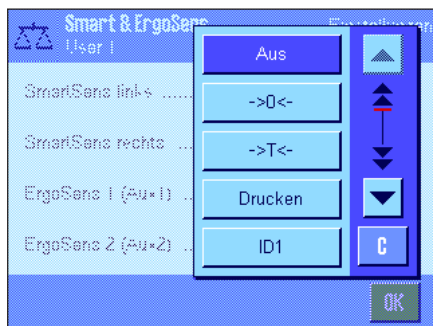 Smart & ErgoSens
User 1
SmartSens links
SmartSens rechts
ErgoSens 1 (Aux1)
ErgoSens 2 (Aux2)
Aus
->0<-
->T<-
Drucken
ID1
C
OK